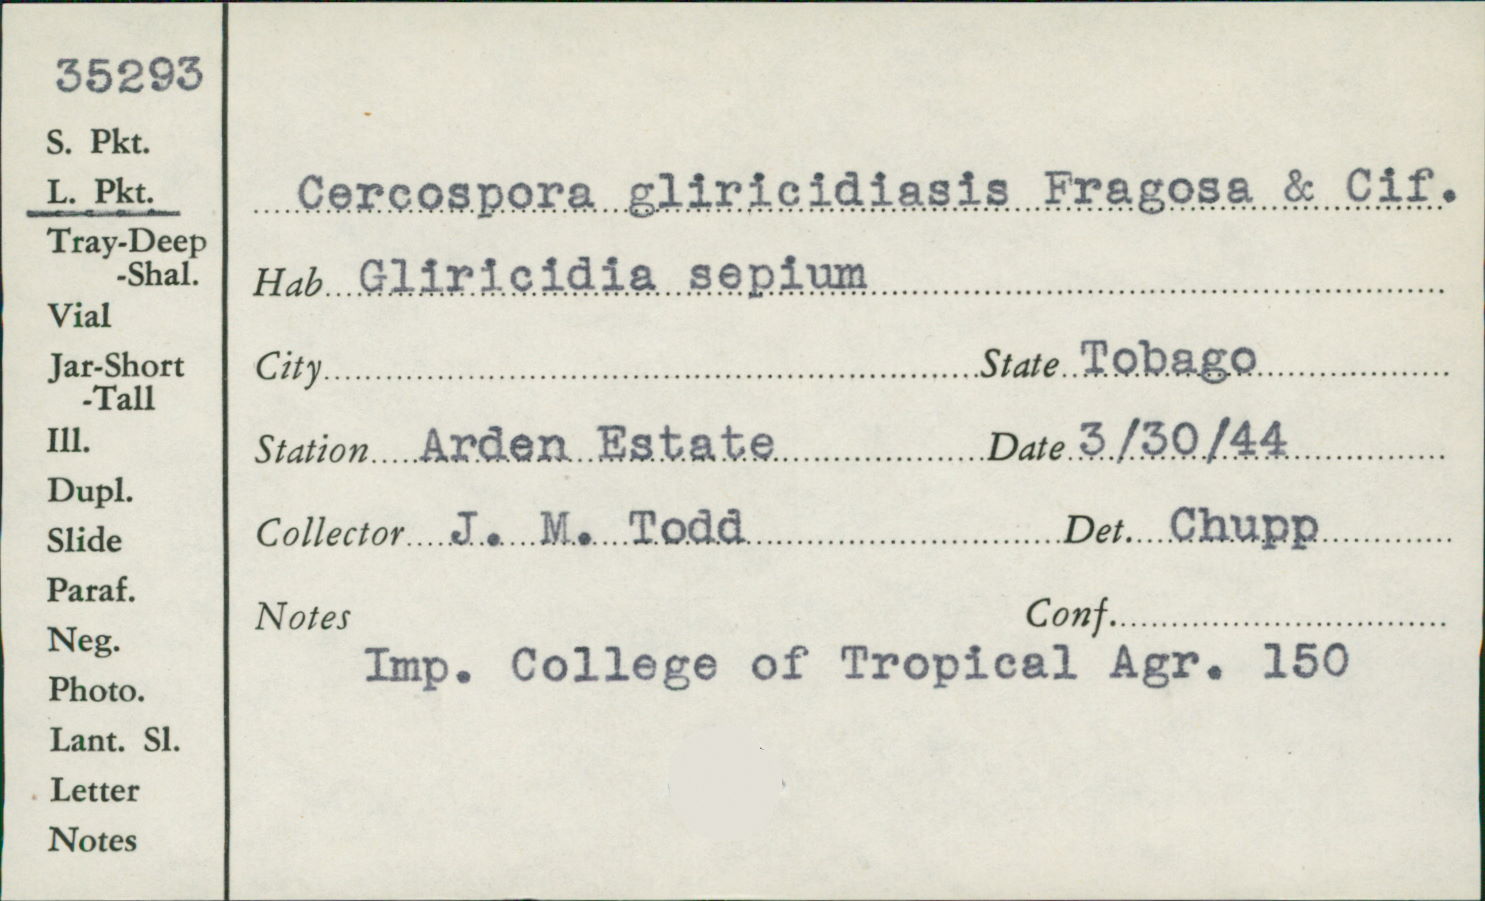 35293
S. Pkt.
L. Pkt.
Tray-Deep
-Shal.
Vial
Jar-Short
-Tall
Ill.
Dupl.
Slide
Paraf.
Neg.
Photo.
Lant. Sl.
Letter
Notes
Cercospora gliricidiasis Fragosa & Cif.
Hab Gliricidia sepium
City State Tobago
Station Arden Estate Date 3/30/44
Collector J. M. Todd Det. Chupp
Notes Conf.
Imp. College of Tropical Agr. 150